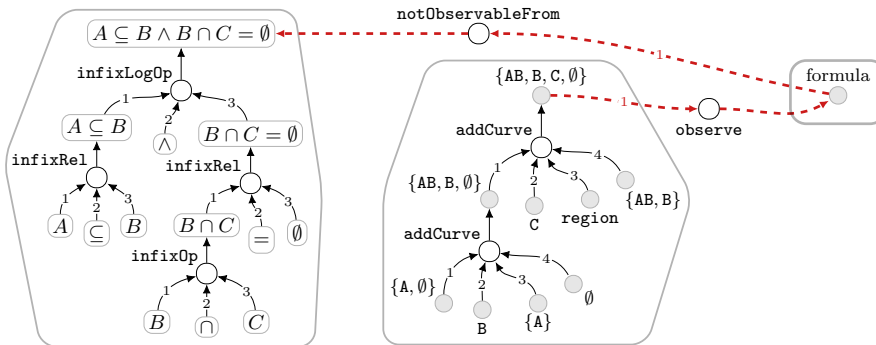 notObservableFrom
A ⊆ B ∧ B ∩ C = ∅
1
formula
infixLogOp
{AB, B, C, ∅}
1
observe
1
2
3
A ⊆ B
∧
B ∩ C = ∅
addCurve
infixRel
infixRel
1
2
3
4
1
2
3
1
2
3
{AB, B, ∅}
C
region
{AB, B}
A
⊆
B
B ∩ C
=
∅
addCurve
infixOp
1
2
3
4
1
2
3
{A, ∅}
B
{A}
∅
B
∩
C